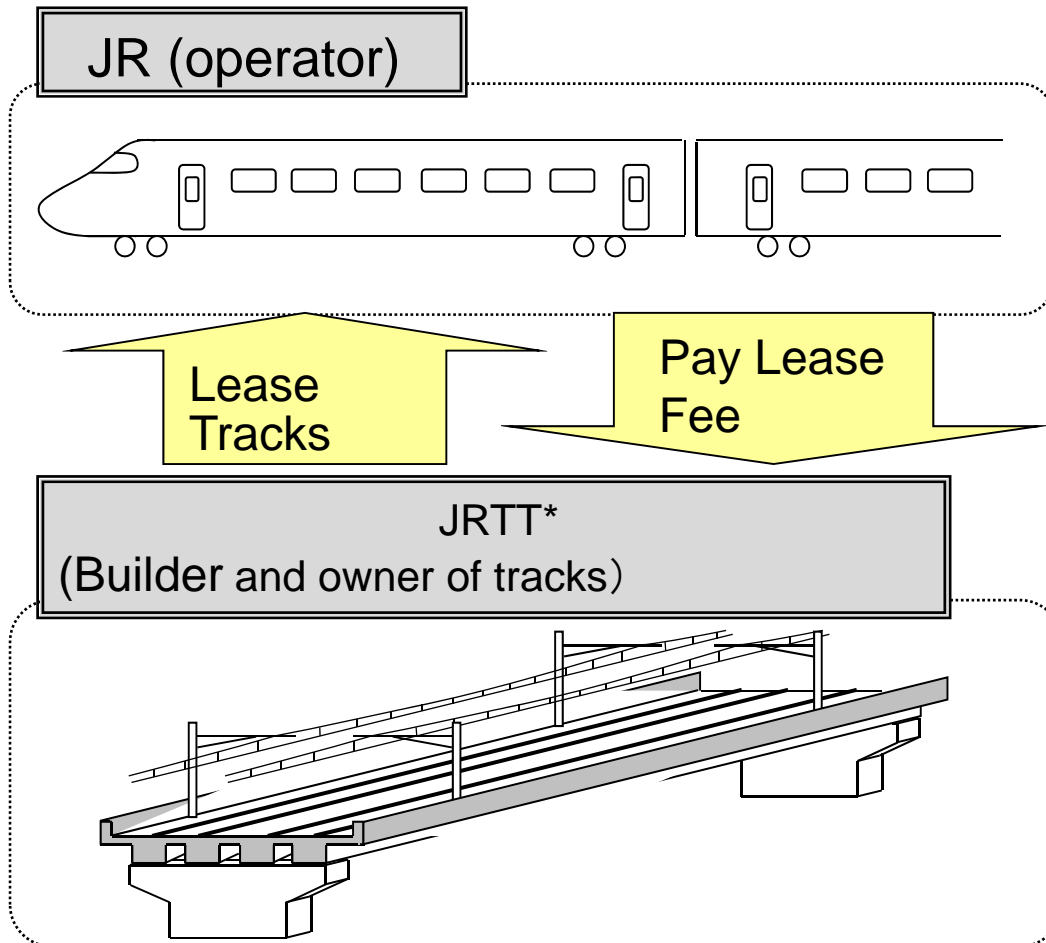 JR (operator)
Lease
Tracks
Pay Lease
Fee
JRTT*
(Builder and owner of tracks）